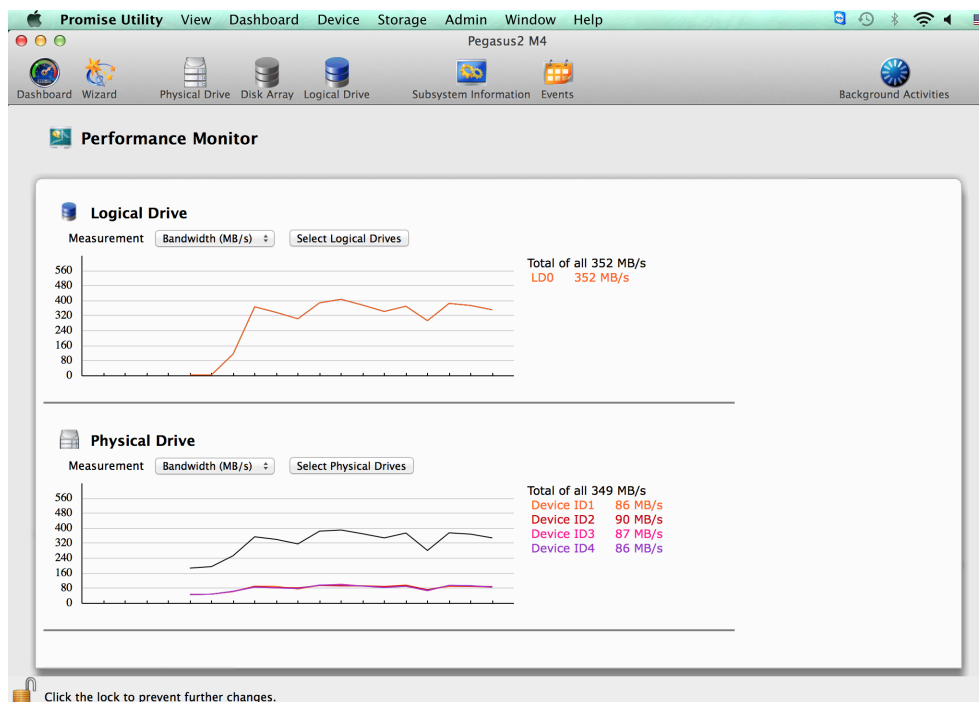 Promise Utility View Dashboard Device Storage Admin Window Help
Pegasus2 M4
Dashboard Wizard Physical Drive Disk Array Logical Drive Subsystem Information Events Background Activities
Performance Monitor
Logical Drive
Measurement Bandwidth (MB/s) Select Logical Drives
Total of all 352 MB/s
LD0 352 MB/s
560
480
400
320
240
160
80
0
Physical Drive
Measurement Bandwidth (MB/s) Select Physical Drives
Total of all 349 MB/s
Device ID1 86 MB/s
Device ID2 90 MB/s
Device ID3 87 MB/s
Device ID4 86 MB/s
560
480
400
320
240
160
80
0
Click the lock to prevent further changes.